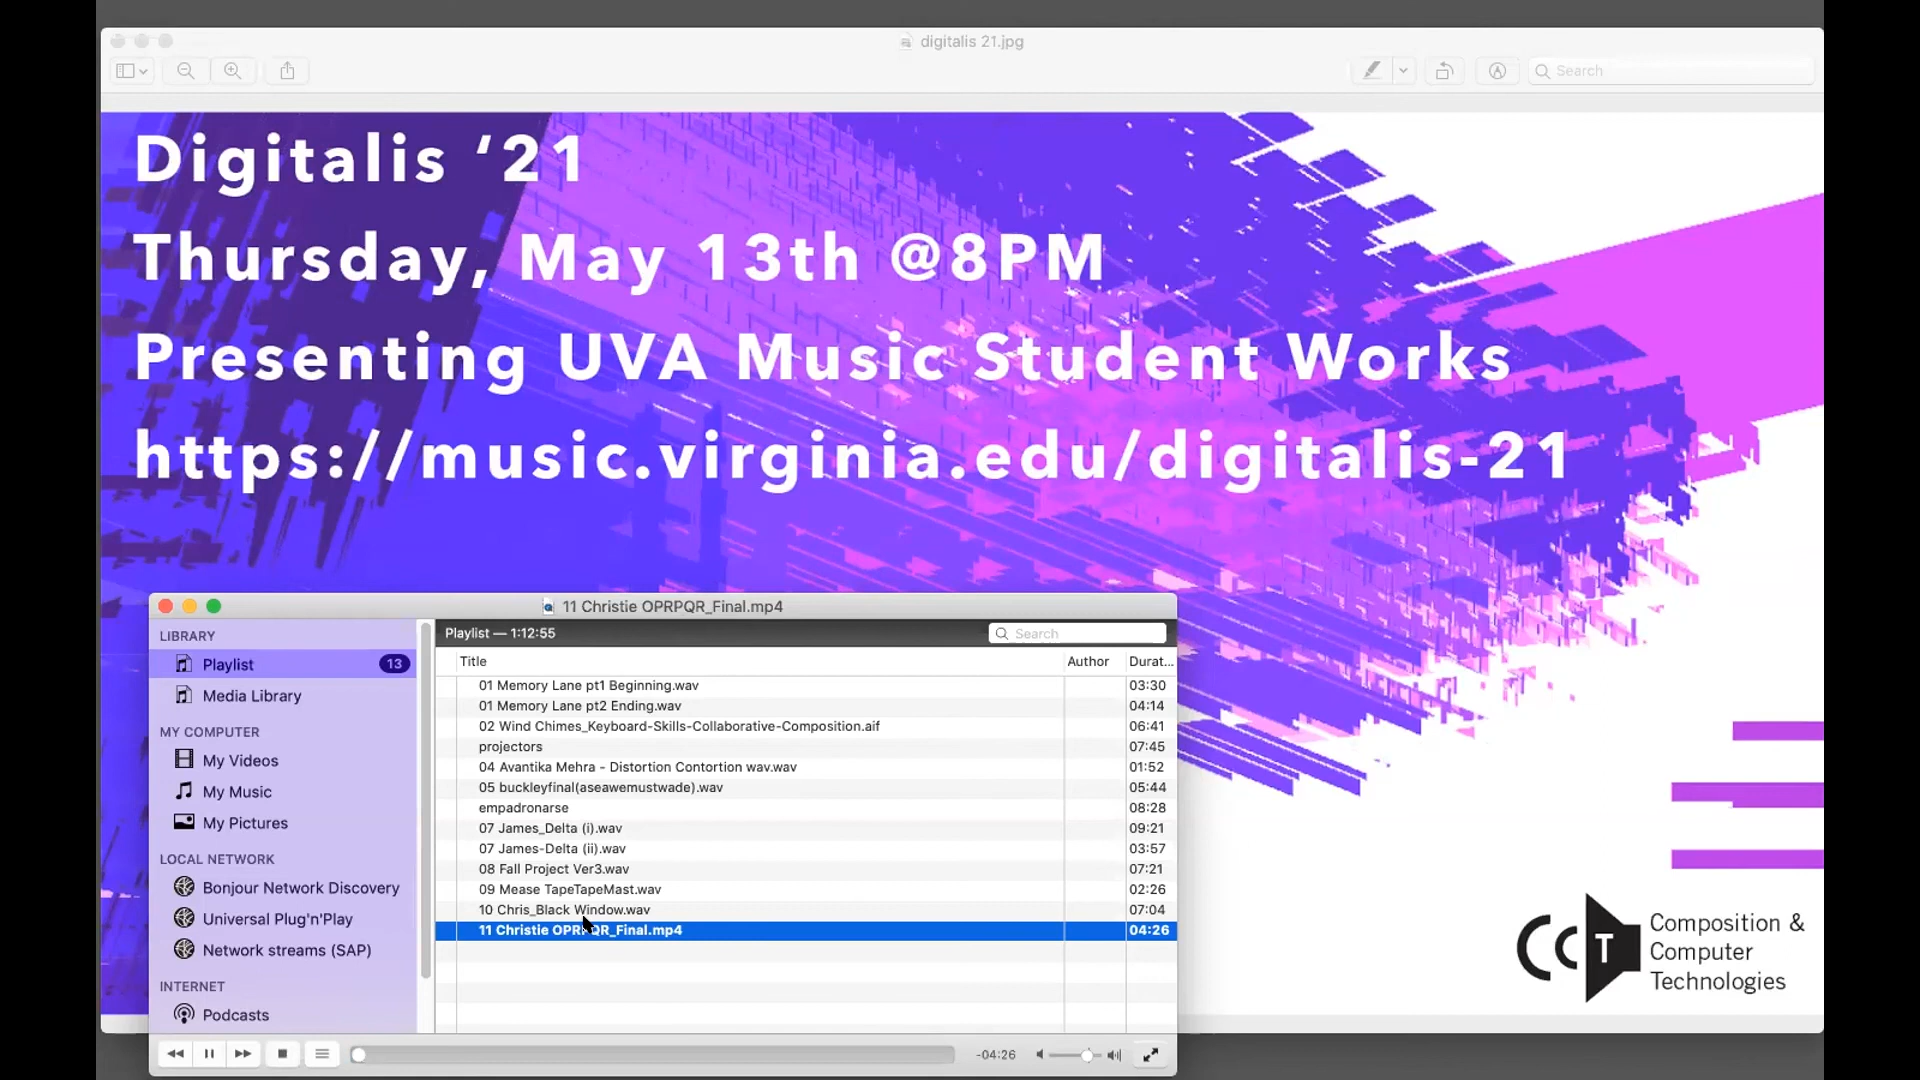 digitalis 21.jpg
Search
Digitalis ‘21
Thursday, May 13th @8PM
Presenting UVA Music Student Works
https://music.virginia.edu/digitalis-21
11 Christie OPRPQR_Final.mp4
LIBRARY
Playlist 13
Media Library
MY COMPUTER
My Videos
My Music
My Pictures
LOCAL NETWORK
Bonjour Network Discovery
Universal Plug'n'Play
Network streams (SAP)
INTERNET
Podcasts
Playlist — 1:12:55
Search
Title Author Durat...
01 Memory Lane pt1 Beginning.wav 03:30
01 Memory Lane pt2 Ending.wav 04:14
02 Wind Chimes_Keyboard-Skills-Collaborative-Composition.aif 06:41
projectors 07:45
04 Avantika Mehra - Distortion Contortion wav.wav 01:52
05 buckleyfinal(aseawemustwade).wav 05:44
empadronarse 08:28
07 James_Delta (i).wav 09:21
07 James-Delta (ii).wav 03:57
08 Fall Project Ver3.wav 07:21
09 Mease TapeTapeMast.wav 02:26
10 Chris_Black Window.wav 07:04
11 Christie OPRPQR_Final.mp4 04:26
-04:26
CCT
Composition &
Computer
Technologies